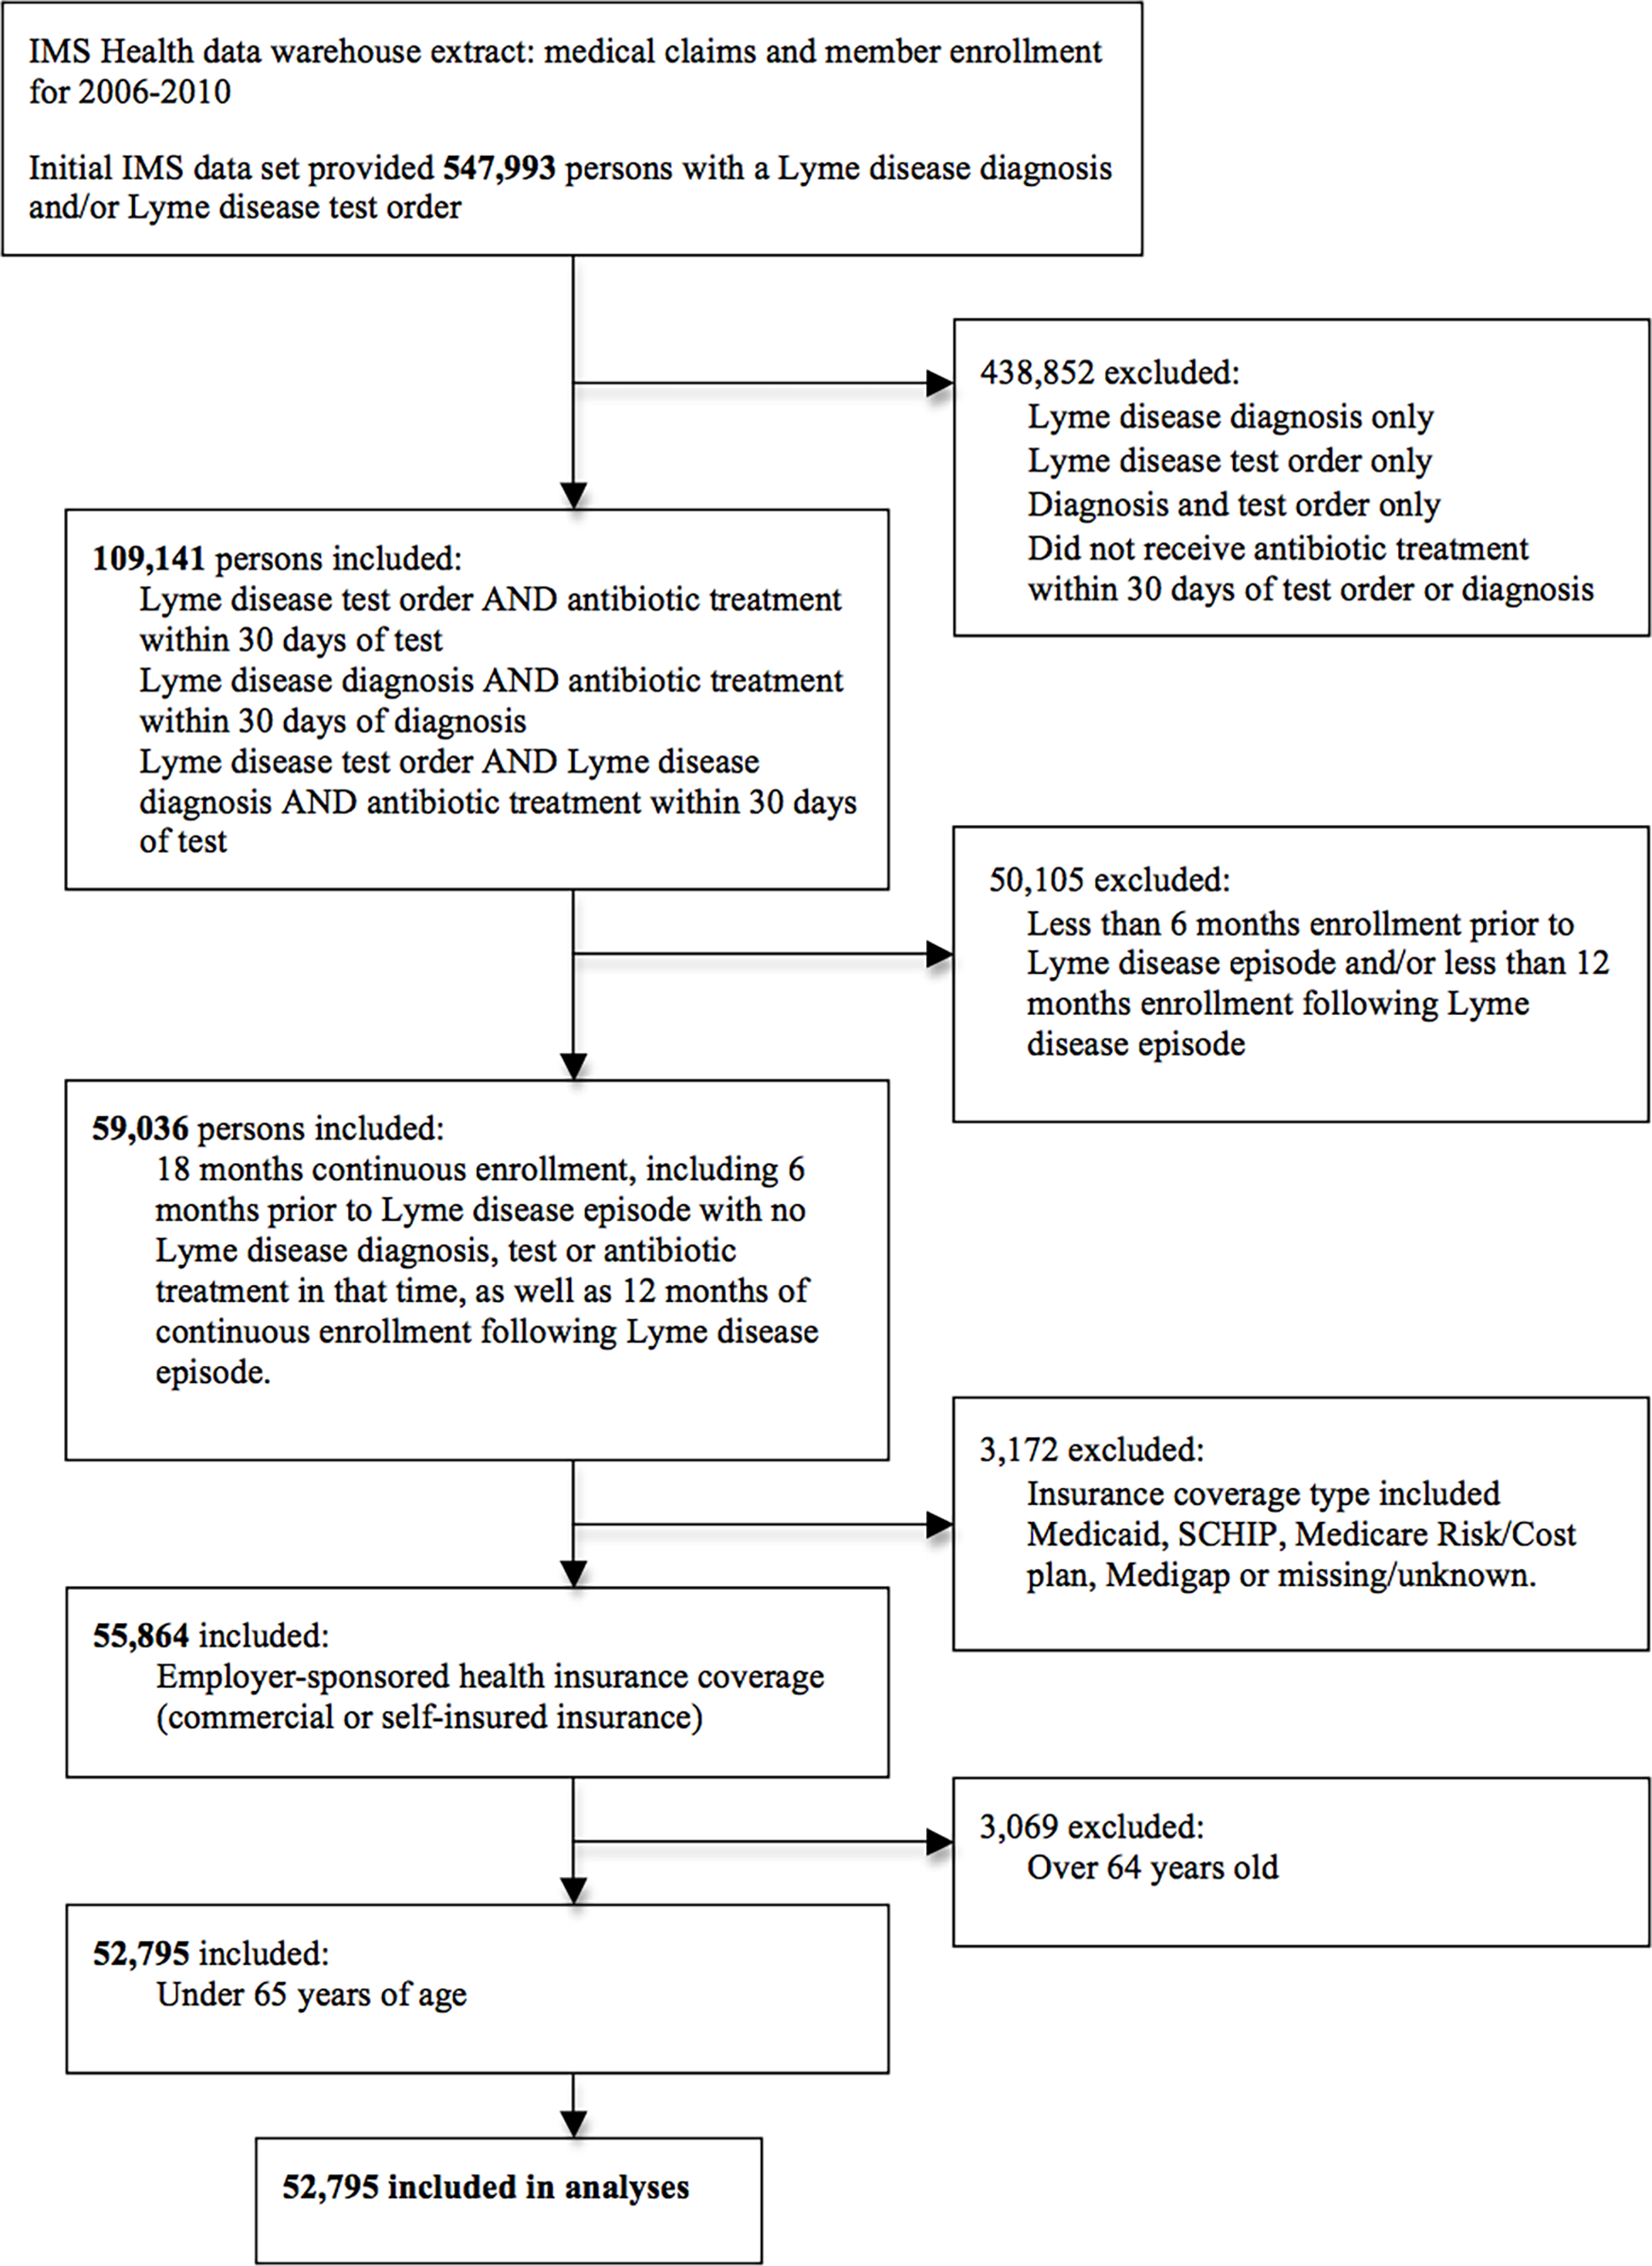 IMS Health data warehouse extract: medical claims and member enrollment
for 2006-2010
Initial IMS data set provided 547,993 persons with a Lyme disease diagnosis
and/or Lyme disease test order
438,852 excluded:
Lyme disease diagnosis only
Lyme disease test order only
Diagnosis and test order only
Did not receive antibiotic treatment
within 30 days of test order or diagnosis
109,141 persons included:
Lyme disease test order AND antibiotic treatment
within 30 days of test
Lyme disease diagnosis AND antibiotic treatment
within 30 days of diagnosis
Lyme disease test order AND Lyme disease
diagnosis AND antibiotic treatment within 30 days
of test
50,105 excluded:
Less than 6 months enrollment prior to
Lyme disease episode and/or less than 12
months enrollment following Lyme
disease episode
59,036 persons included:
18 months continuous enrollment, including 6
months prior to Lyme disease episode with no
Lyme disease diagnosis, test or antibiotic
treatment in that time, as well as 12 months of
continuous enrollment following Lyme disease
episode.
3,172 excluded:
Insurance coverage type included
Medicaid, SCHIP, Medicare Risk/Cost
plan, Medigap or missing/unknown.
55,864 included:
Employer-sponsored health insurance coverage
(commercial or self-insured insurance)
3,069 excluded:
Over 64 years old
52,795 included:
Under 65 years of age
52,795 included in analyses